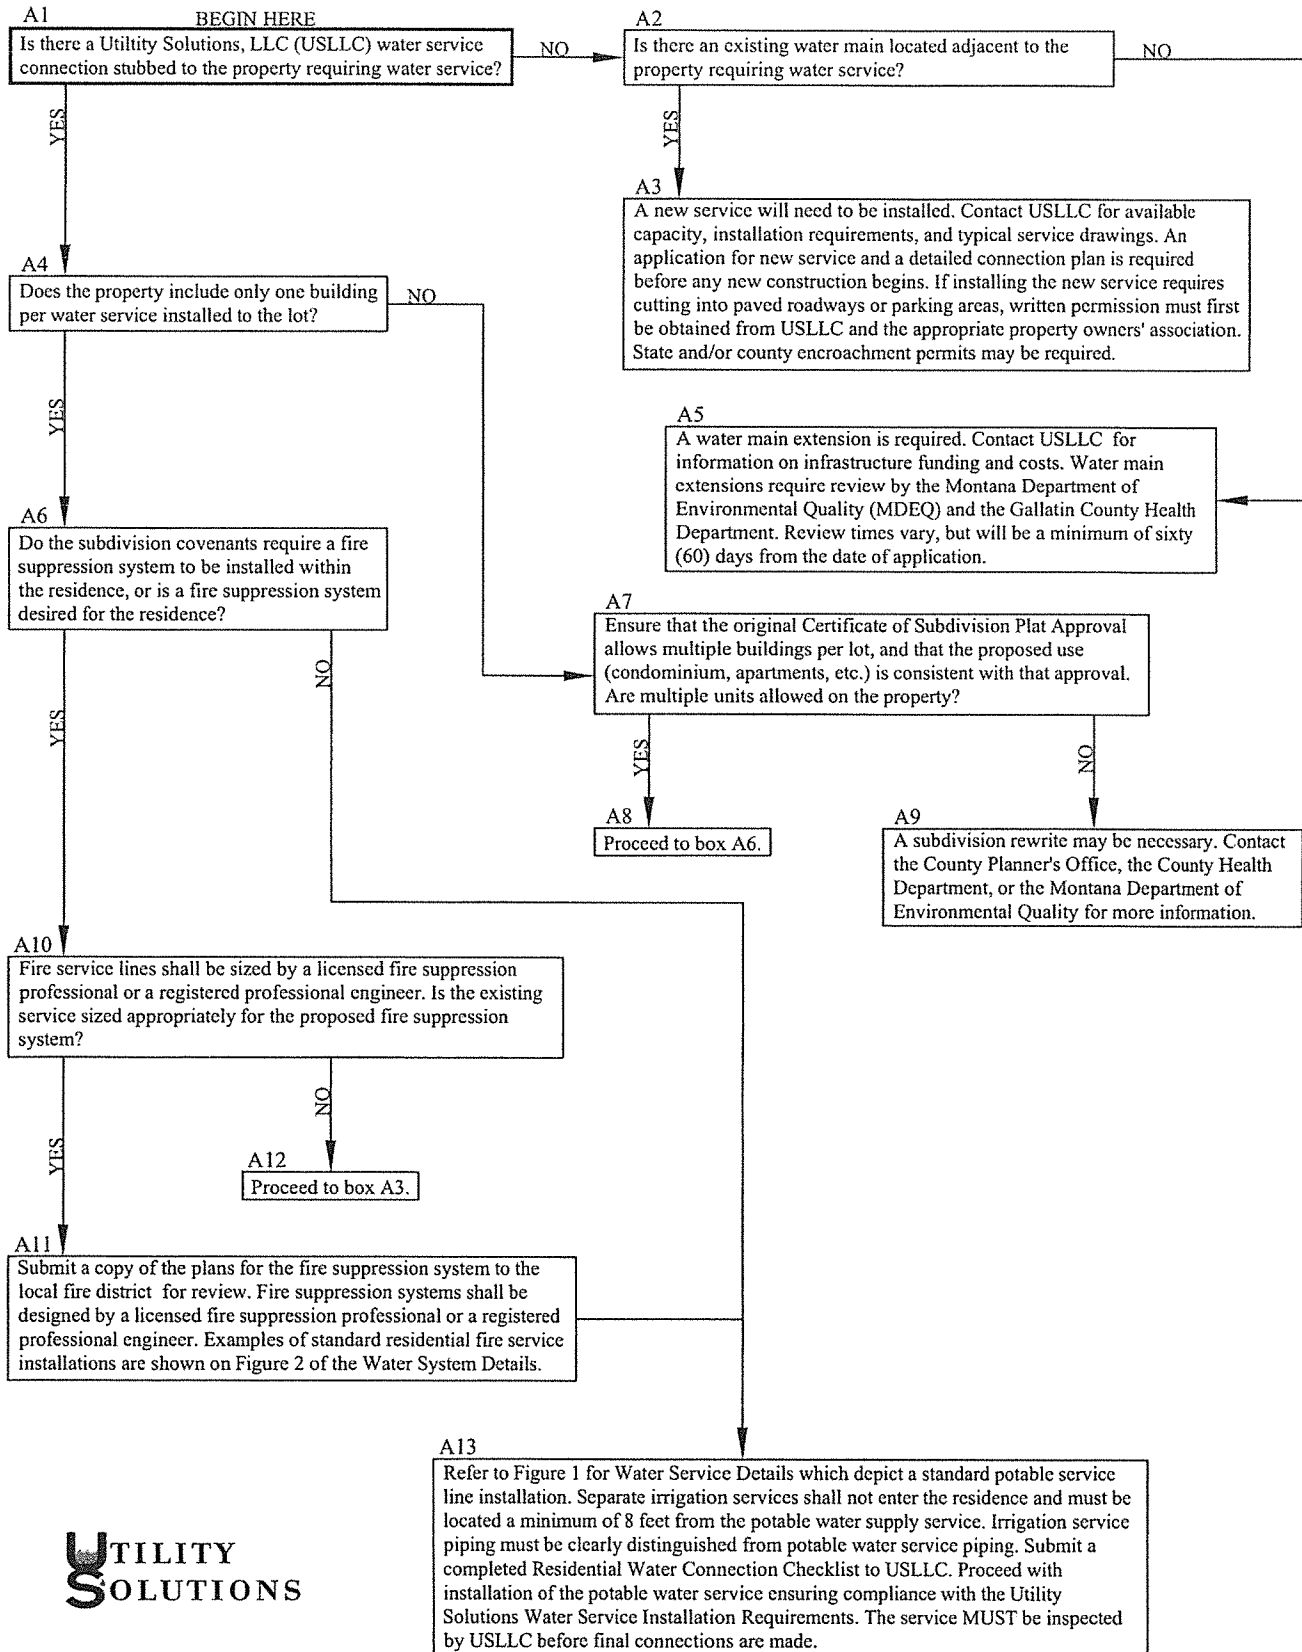 A1
BEGIN HERE
Is there a Utiltity Solutions, LLC (USLLC) water service
connection stubbed to the property requiring water service?
NO
A2
Is there an existing water main located adjacent to the
property requiring water service?
NO
YES
YES
A3
A new service will need to be installed. Contact USLLC for available
capacity, installation requirements, and typical service drawings. An
application for new service and a detailed connection plan is required
before any new construction begins. If installing the new service requires
cutting into paved roadways or parking areas, written permission must first
be obtained from USLLC and the appropriate property owners' association.
State and/or county encroachment permits may be required.
A4
Does the property include only one building
per water service installed to the lot?
NO
YES
A5
A water main extension is required. Contact USLLC for
information on infrastructure funding and costs. Water main
extensions require review by the Montana Department of
Environmental Quality (MDEQ) and the Gallatin County Health
Department. Review times vary, but will be a minimum of sixty
(60) days from the date of application.
A6
Do the subdivision covenants require a fire
suppression system to be installed within
the residence, or is a fire suppression system
desired for the residence?
NO
YES
A7
Ensure that the original Certificate of Subdivision Plat Approval
allows multiple buildings per lot, and that the proposed use
(condominium, apartments, etc.) is consistent with that approval.
Are multiple units allowed on the property?
YES
NO
A8
Proceed to box A6.
A9
A subdivision rewrite may be necessary. Contact
the County Planner's Office, the County Health
Department, or the Montana Department of
Environmental Quality for more information.
A10
Fire service lines shall be sized by a licensed fire suppression
professional or a registered professional engineer. Is the existing
service sized appropriately for the proposed fire suppression
system?
NO
YES
A12
Proceed to box A3.
A11
Submit a copy of the plans for the fire suppression system to the
local fire district for review. Fire suppression systems shall be
designed by a licensed fire suppression professional or a registered
professional engineer. Examples of standard residential fire service
installations are shown on Figure 2 of the Water System Details.
A13
Refer to Figure 1 for Water Service Details which depict a standard potable service
line installation. Separate irrigation services shall not enter the residence and must be
located a minimum of 8 feet from the potable water supply service. Irrigation service
piping must be clearly distinguished from potable water service piping. Submit a
completed Residential Water Connection Checklist to USLLC. Proceed with
installation of the potable water service ensuring compliance with the Utility
Solutions Water Service Installation Requirements. The service MUST be inspected
by USLLC before final connections are made.
UTILITY
SOLUTIONS